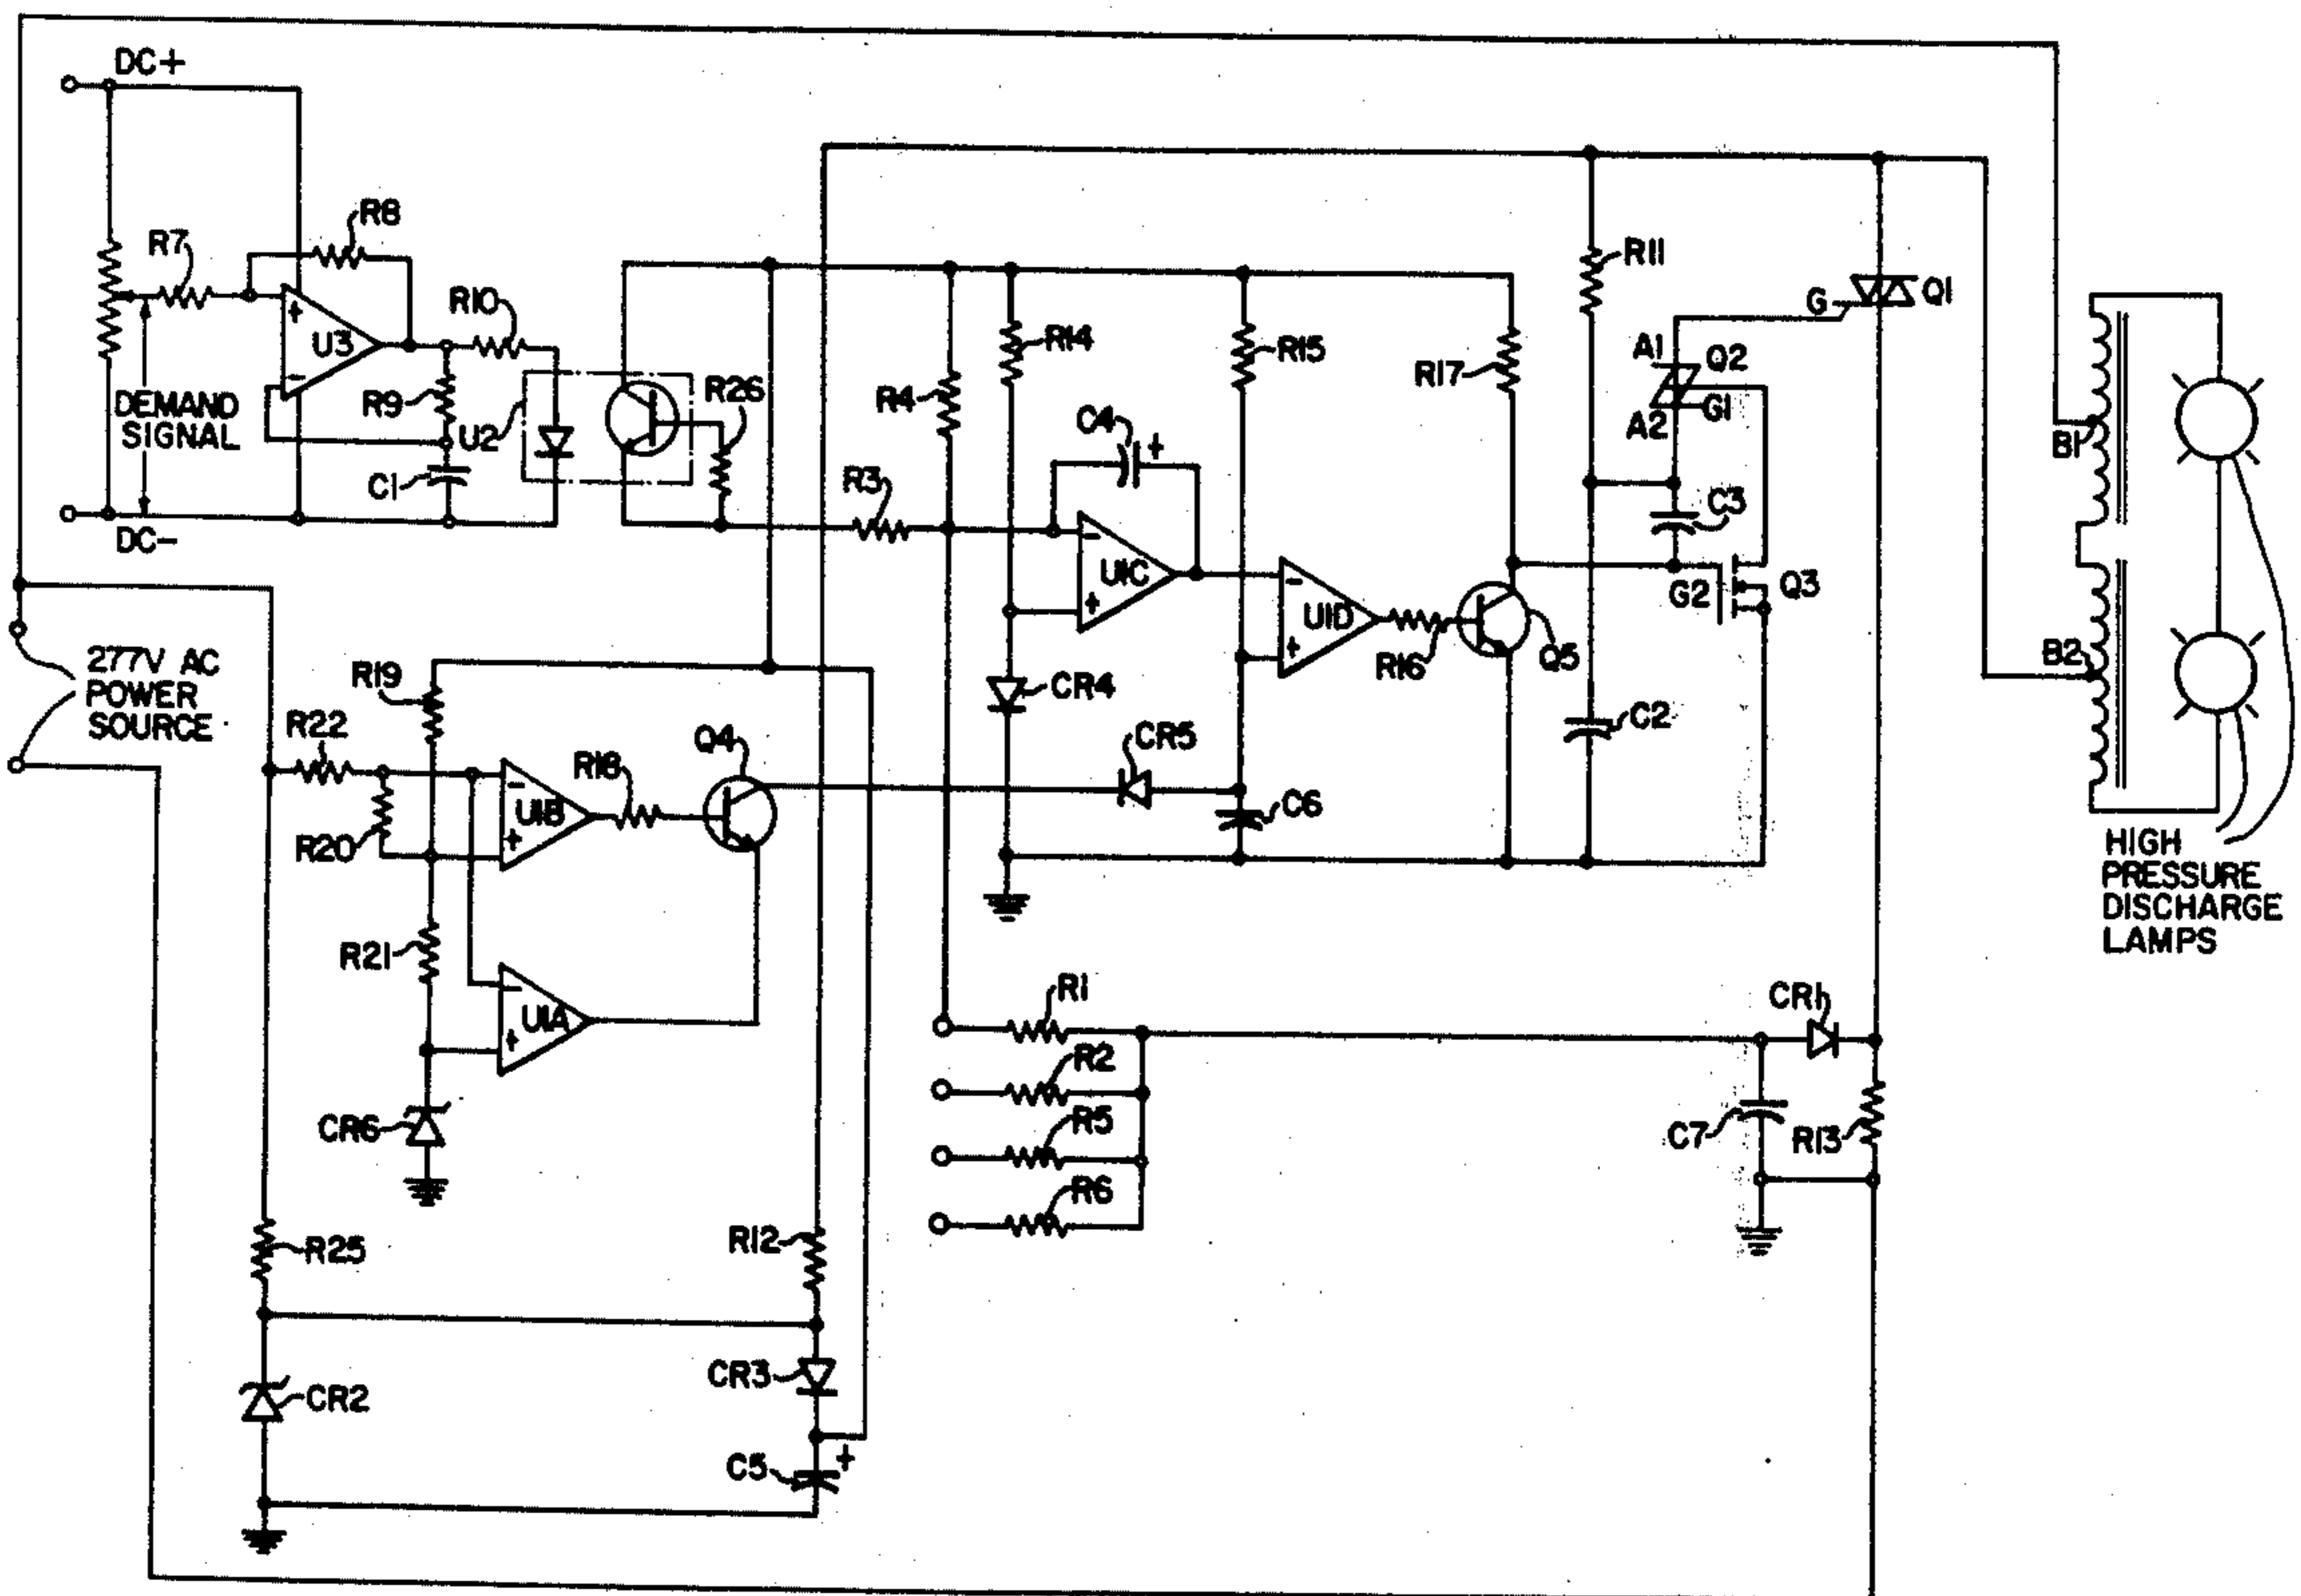 DC+
R8
R7
R10
+
U3
-
DEMAND
SIGNAL
R9
U2
R26
C1
DC-
R11
G
Q1
A1
Q2
G1
A2
R14
R15
R17
R4
C4
+
R3
C3
-
U1C
+
G2
Q3
-
U1D
+
R16
Q5
B1
B2
277V AC
POWER
SOURCE
R19
R22
Q4
R18
-
U1B
+
R20
CR4
CR5
C6
C2
HIGH
PRESSURE
DISCHARGE
LAMPS
R21
-
U1A
+
CR6
R1
R2
R5
R6
CR1
C7
R13
R25
R12
CR2
CR3
C5
+